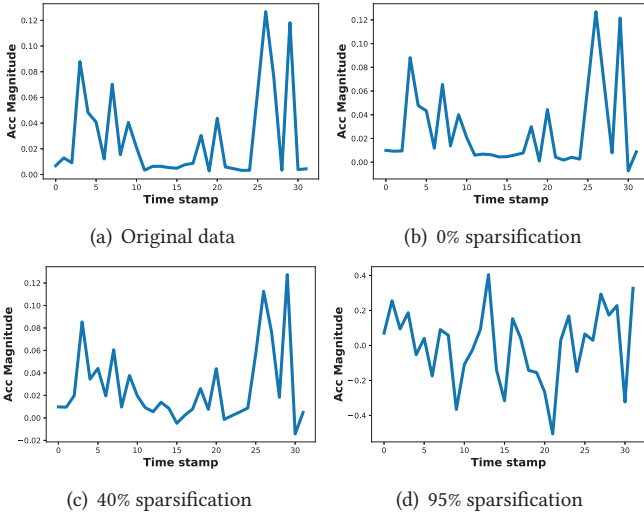 0.12
0.10
0.08
0.06
0.04
0.02
0.00
Acc Magnitude
0 5 10 15 20 25 30
Time stamp
(a) Original data
0.12
0.10
0.08
0.06
0.04
0.02
0.00
Acc Magnitude
0 5 10 15 20 25 30
Time stamp
(b) 0% sparsification
0.12
0.10
0.08
0.06
0.04
0.02
0.00
−0.02
Acc Magnitude
0 5 10 15 20 25 30
Time stamp
(c) 40% sparsification
0.4
0.2
0.0
−0.2
−0.4
Acc Magnitude
0 5 10 15 20 25 30
Time stamp
(d) 95% sparsification